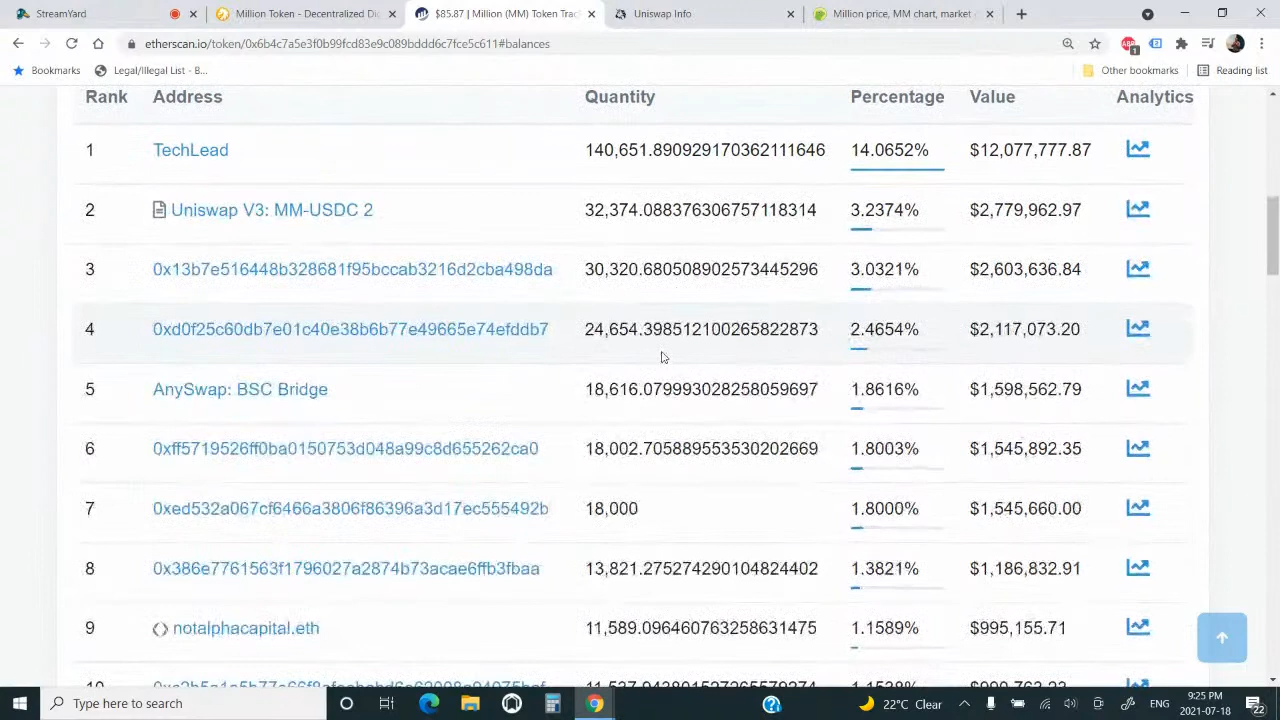 StreamYard
Million Token - Decentralized Di
$85.87 | Million (MM) Token Trac
Uniswap Info
Million price, MM chart, market
etherscan.io/token/0x6b4c7a5e3f0b99fcd83e9c089bddd6c7fce5c611#balances
Bookmarks
Legal/Illegal List - B...
Other bookmarks
Reading list
Rank Address Quantity Percentage Value Analytics
1 TechLead 140,651.890929170362111646 14.0652% $12,077,777.87
2 Uniswap V3: MM-USDC 2 32,374.088376306757118314 3.2374% $2,779,962.97
3 0x13b7e516448b328681f95bccab3216d2cba498da 30,320.680508902573445296 3.0321% $2,603,636.84
4 0xd0f25c60db7e01c40e38b6b77e49665e74efddb7 24,654.398512100265822873 2.4654% $2,117,073.20
5 AnySwap: BSC Bridge 18,616.079993028258059697 1.8616% $1,598,562.79
6 0xff5719526ff0ba0150753d048a99c8d655262ca0 18,002.705889553530202669 1.8003% $1,545,892.35
7 0xed532a067cf6466a3806f86396a3d17ec555492b 18,000 1.8000% $1,545,660.00
8 0x386e7761563f1796027a2874b73acae6ffb3fbaa 13,821.275274290104824402 1.3821% $1,186,832.91
9 notalphacapital.eth 11,589.096460763258631475 1.1589% $995,155.71
Type here to search
22°C Clear
ENG
9:25 PM
2021-07-18
22